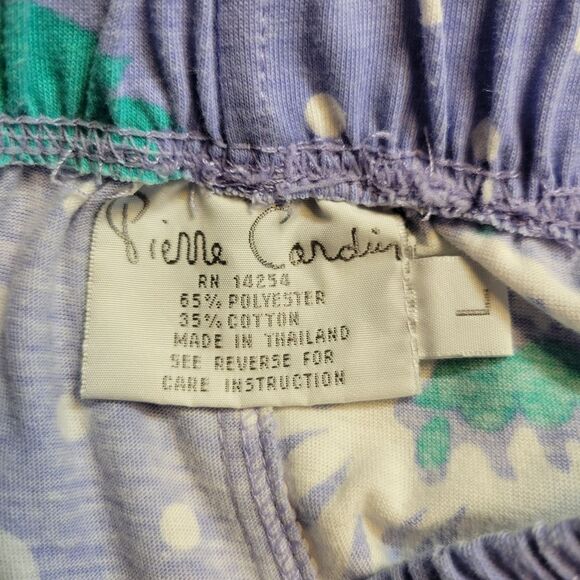 Pierre Cardin
RN 14254
65% POLYESTER
35% COTTON
MADE IN THAILAND
SEE REVERSE FOR
CARE INSTRUCTION
L